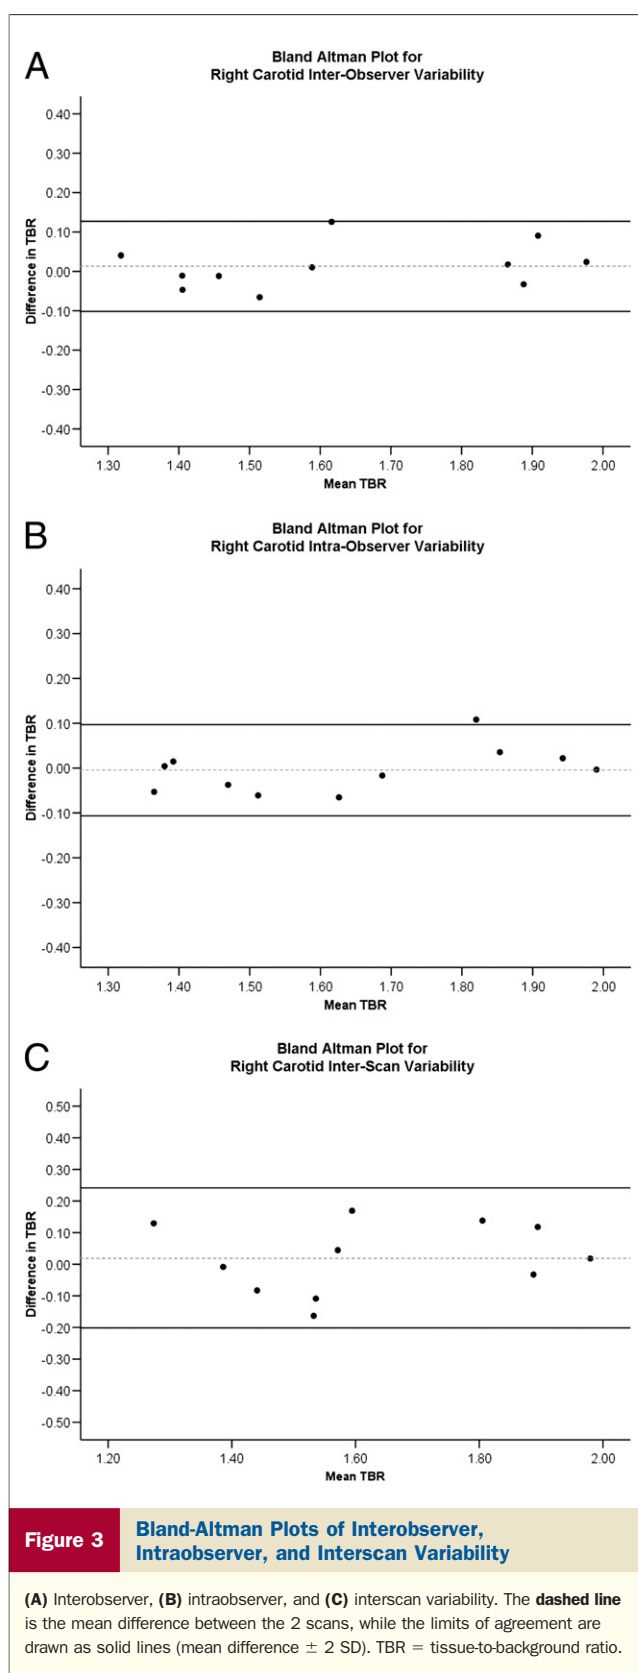 A
Bland Altman Plot for
Right Carotid Inter-Observer Variability
Difference in TBR
0.40
0.30
0.20
0.10
0.00
-0.10
-0.20
-0.30
-0.40
1.30 1.40 1.50 1.60 1.70 1.80 1.90 2.00
Mean TBR
B
Bland Altman Plot for
Right Carotid Intra-Observer Variability
Difference in TBR
0.40
0.30
0.20
0.10
0.00
-0.10
-0.20
-0.30
-0.40
1.30 1.40 1.50 1.60 1.70 1.80 1.90 2.00
Mean TBR
C
Bland Altman Plot for
Right Carotid Inter-Scan Variability
Difference in TBR
0.50
0.40
0.30
0.20
0.10
0.00
-0.10
-0.20
-0.30
-0.40
-0.50
1.20 1.40 1.60 1.80 2.00
Mean TBR
Figure 3
Bland-Altman Plots of Interobserver,
Intraobserver, and Interscan Variability
(A) Interobserver, (B) intraobserver, and (C) interscan variability. The dashed line
is the mean difference between the 2 scans, while the limits of agreement are
drawn as solid lines (mean difference ± 2 SD). TBR = tissue-to-background ratio.